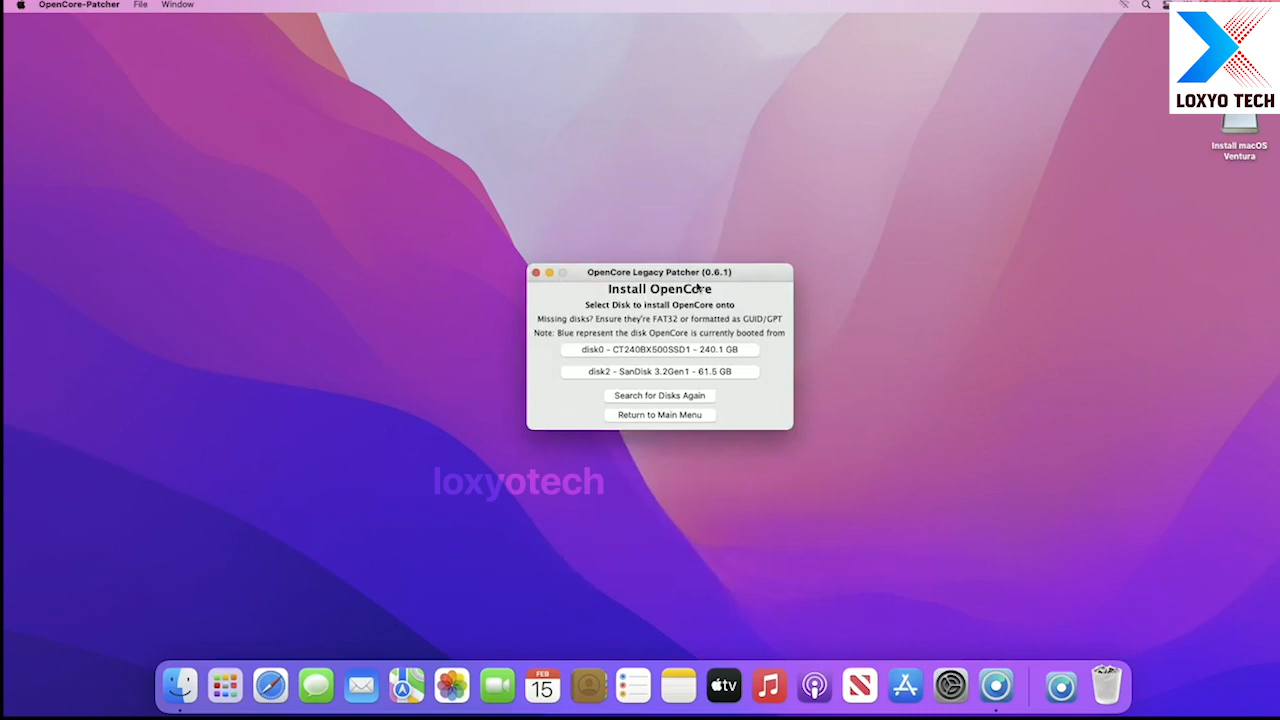 OpenCore-Patcher File Window
LOXYO TECH
Install macOS
Ventura
OpenCore Legacy Patcher (0.6.1)
Install OpenCore
Select Disk to install OpenCore onto
Missing disks? Ensure they're FAT32 or formatted as GUID/GPT
Note: Blue represent the disk OpenCore is currently booted from
disk0 - CT240BX500SSD1 - 240.1 GB
disk2 - SanDisk 3.2Gen1 - 61.5 GB
Search for Disks Again
Return to Main Menu
loxyotech
FEB
15
tv